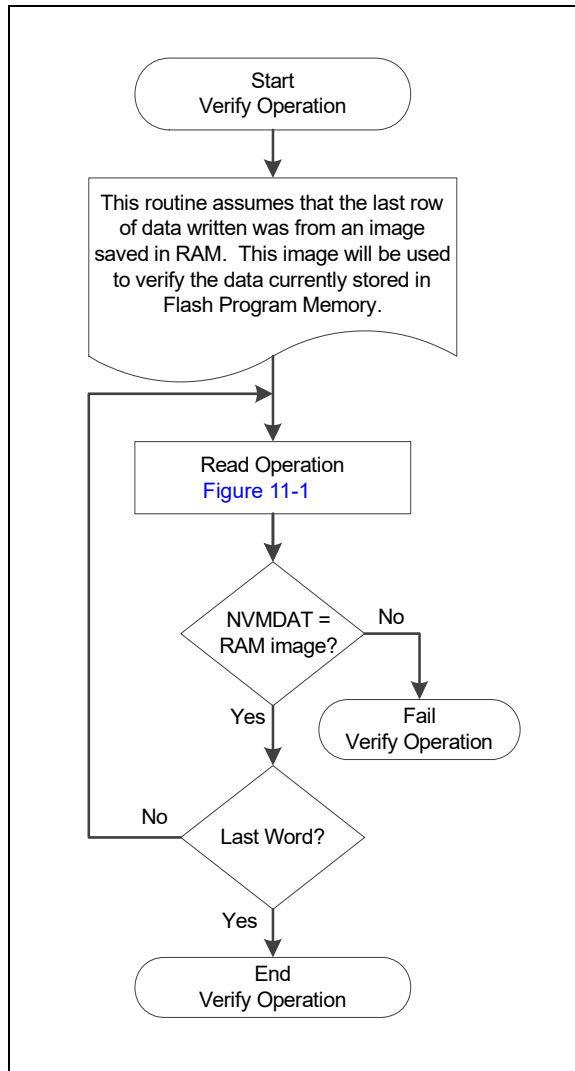 Start
Verify Operation
This routine assumes that the last row
of data written was from an image
saved in RAM.  This image will be used
to verify the data currently stored in
Flash Program Memory.
Read Operation
Figure 11-1
NVMDAT =
RAM image?
No
Yes
Fail
Verify Operation
No
Last Word?
Yes
End
Verify Operation